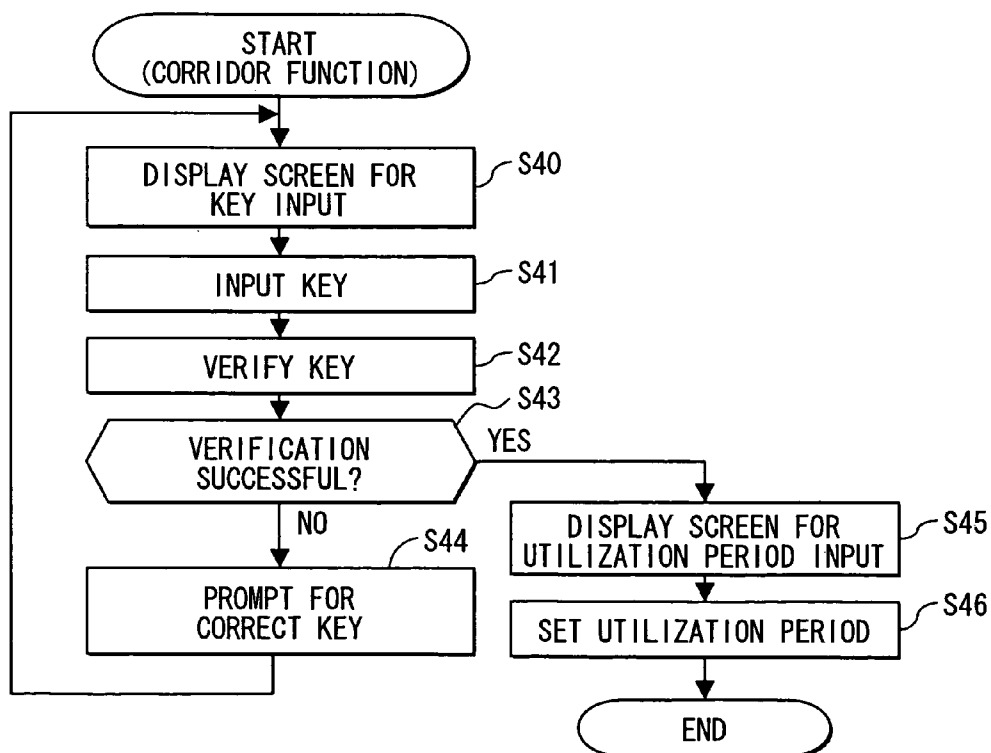 START
(CORRIDOR FUNCTION)
DISPLAY SCREEN FOR
KEY INPUT
S40
INPUT KEY
S41
VERIFY KEY
S42
VERIFICATION
SUCCESSFUL?
S43
YES
NO
PROMPT FOR
CORRECT KEY
S44
DISPLAY SCREEN FOR
UTILIZATION PERIOD INPUT
S45
SET UTILIZATION PERIOD
S46
END